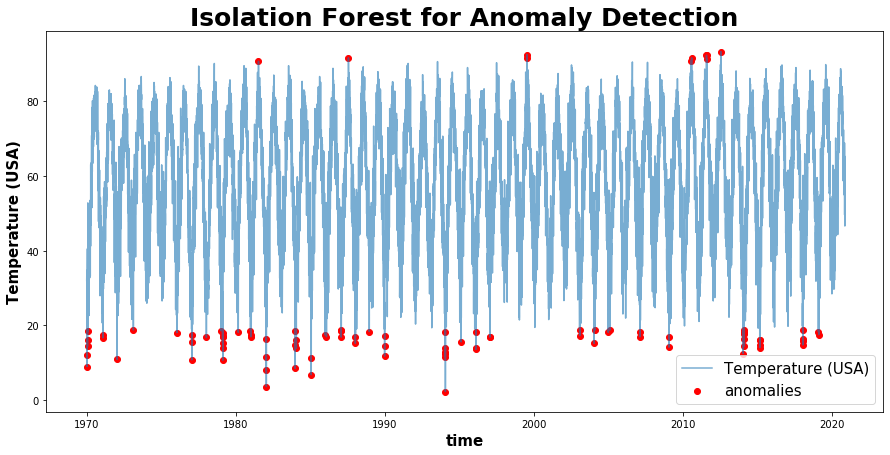 Isolation Forest for Anomaly Detection
Temperature (USA)
80
60
40
20
0
1970
1980
1990
2000
2010
2020
time
Temperature (USA)
anomalies